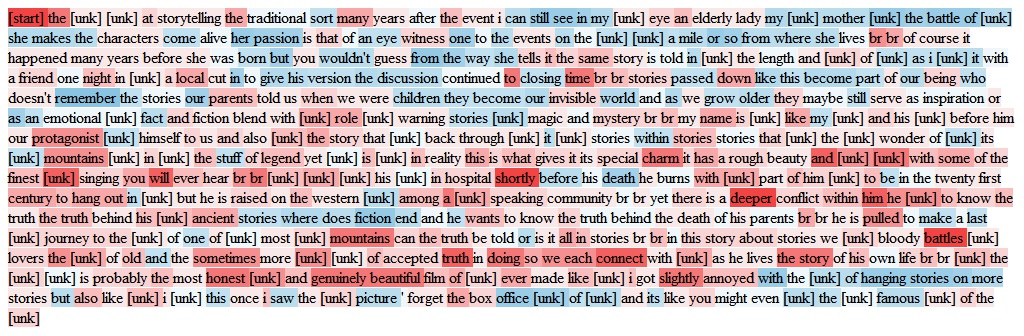 [start] the [unk] [unk] at storytelling the traditional sort many years after the event i can still see in my [unk] eye an elderly lady my [unk] mother [unk] the battle of [unk]
she makes the characters come alive her passion is that of an eye witness one to the events on the [unk] [unk] a mile or so from where she lives br br of course it
happened many years before she was born but you wouldn't guess from the way she tells it the same story is told in [unk] the length and [unk] of [unk] as i [unk] it with
a friend one night in [unk] a local cut in to give his version the discussion continued to closing time br br stories passed down like this become part of our being who
doesn't remember the stories our parents told us when we were children they become our invisible world and as we grow older they maybe still serve as inspiration or
as an emotional [unk] fact and fiction blend with [unk] role [unk] warning stories [unk] magic and mystery br br my name is [unk] like my [unk] and his [unk] before him
our protagonist [unk] himself to us and also [unk] the story that [unk] back through [unk] it [unk] stories within stories stories that [unk] the [unk] wonder of [unk] its
[unk] mountains [unk] in [unk] the stuff of legend yet [unk] is [unk] in reality this is what gives it its special charm it has a rough beauty and [unk] [unk] with some of the
finest [unk] singing you will ever hear br br [unk] [unk] [unk] his [unk] in hospital shortly before his death he burns with [unk] part of him [unk] to be in the twenty first
century to hang out in [unk] but he is raised on the western [unk] among a [unk] speaking community br br yet there is a deeper conflict within him he [unk] to know the
truth the truth behind his [unk] ancient stories where does fiction end and he wants to know the truth behind the death of his parents br br he is pulled to make a last
[unk] journey to the [unk] of one of [unk] most [unk] mountains can the truth be told or is it all in stories br br in this story about stories we [unk] bloody battles [unk]
lovers the [unk] of old and the sometimes more [unk] [unk] of accepted truth in doing so we each connect with [unk] as he lives the story of his own life br br [unk] the
[unk] [unk] is probably the most honest [unk] and genuinely beautiful film of [unk] ever made like [unk] i got slightly annoyed with the [unk] of hanging stories on more
stories but also like [unk] i [unk] this once i saw the [unk] picture ' forget the box office [unk] of [unk] and its like you might even [unk] the [unk] famous [unk] of the
[unk]